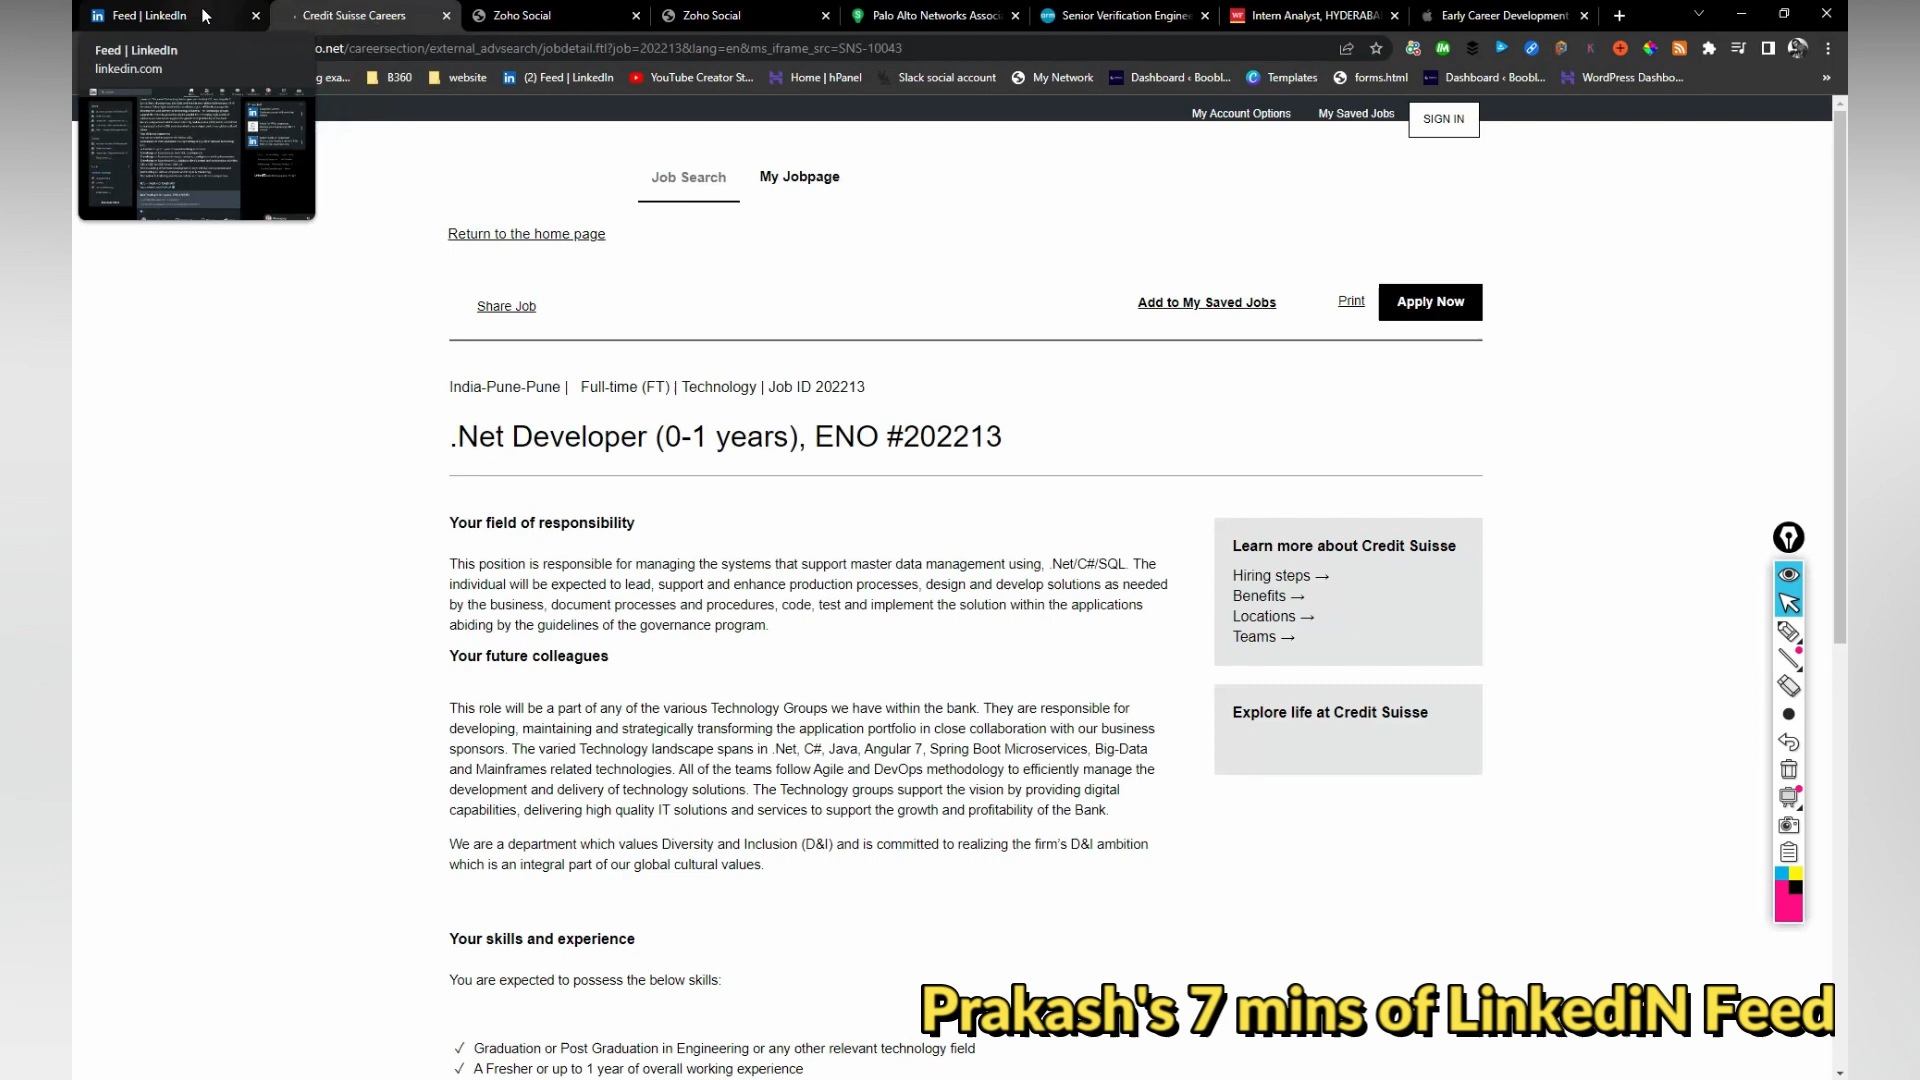 Feed | LinkedIn
Credit Suisse Careers
Zoho Social
Zoho Social
Palo Alto Networks Associ
Senior Verification Enginee
Intern Analyst, HYDERABA
Early Career Development
Feed | LinkedIn
linkedin.com
o.net/careersection/external_advsearch/jobdetail.ftl?job=202213&lang=en&ms_iframe_src=SNS-10043
g exa...
B360
website
(2) Feed | LinkedIn
YouTube Creator St...
Home | hPanel
Slack social account
My Network
Dashboard ‹ Boobl...
Templates
forms.html
Dashboard ‹ Boobl...
WordPress Dashbo...
My Account Options
My Saved Jobs
SIGN IN
Job Search
My Jobpage
Return to the home page
Share Job
Add to My Saved Jobs
Print
Apply Now
India-Pune-Pune | Full-time (FT) | Technology | Job ID 202213
.Net Developer (0-1 years), ENO #202213
Your field of responsibility
This position is responsible for managing the systems that support master data management using, .Net/C#/SQL. The
individual will be expected to lead, support and enhance production processes, design and develop solutions as needed
by the business, document processes and procedures, code, test and implement the solution within the applications
abiding by the guidelines of the governance program.
Your future colleagues
This role will be a part of any of the various Technology Groups we have within the bank. They are responsible for
developing, maintaining and strategically transforming the application portfolio in close collaboration with our business
sponsors. The varied Technology landscape spans in .Net, C#, Java, Angular 7, Spring Boot Microservices, Big-Data
and Mainframes related technologies. All of the teams follow Agile and DevOps methodology to efficiently manage the
development and delivery of technology solutions. The Technology groups support the vision by providing digital
capabilities, delivering high quality IT solutions and services to support the growth and profitability of the Bank.
We are a department which values Diversity and Inclusion (D&I) and is committed to realizing the firm's D&I ambition
which is an integral part of our global cultural values.
Learn more about Credit Suisse
Hiring steps →
Benefits →
Locations →
Teams →
Explore life at Credit Suisse
Your skills and experience
You are expected to possess the below skills:
✓ Graduation or Post Graduation in Engineering or any other relevant technology field
✓ A Fresher or up to 1 year of overall working experience
Prakash's 7 mins of LinkediN Feed